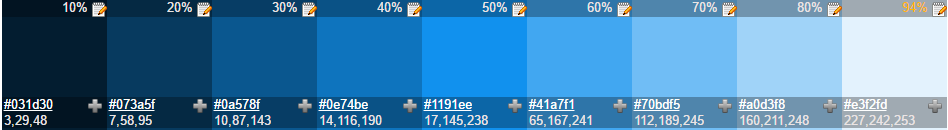 10% 20% 30% 40% 50% 60% 70% 80% 94%
#031d30 #073a5f #0a578f #0e74be #1191ee #41a7f1 #70bdf5 #a0d3f8 #e3f2fd
3,29,48 7,58,95 10,87,143 14,116,190 17,145,238 65,167,241 112,189,245 160,211,248 227,242,253